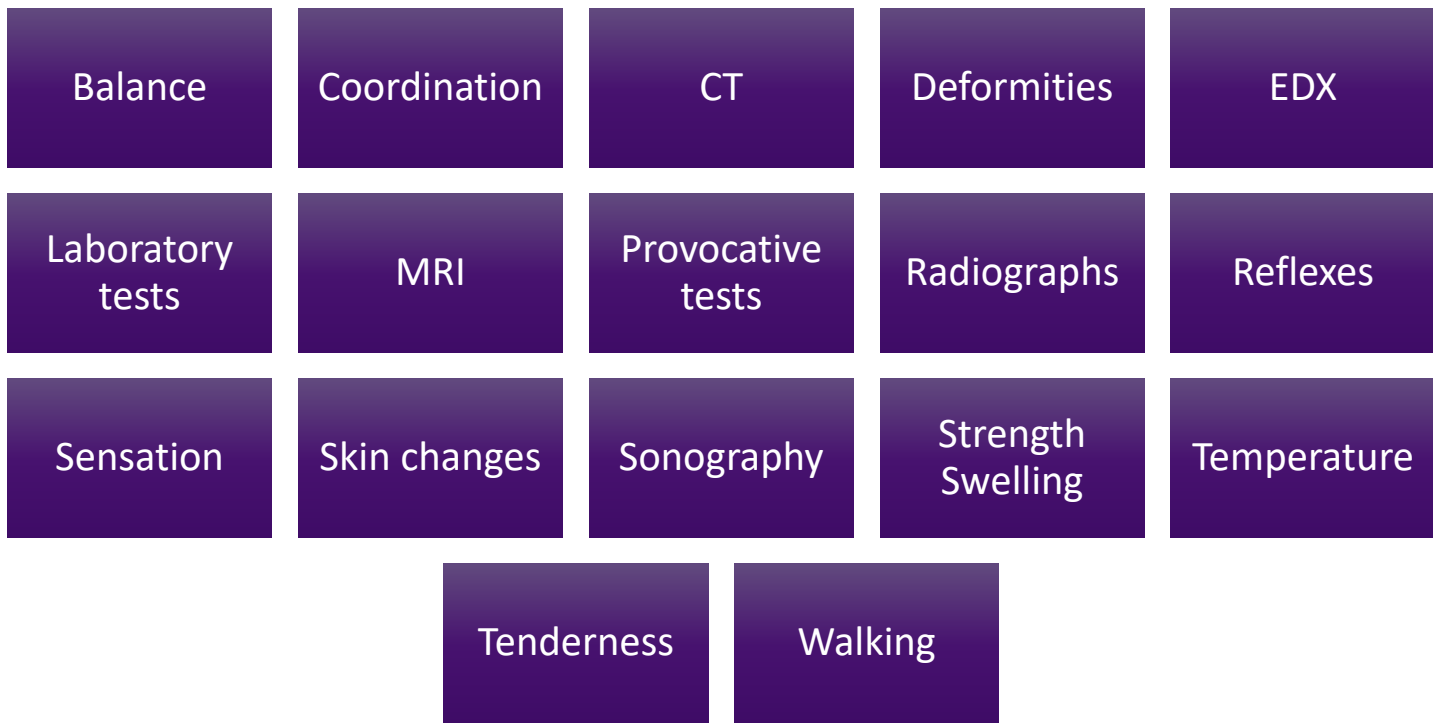 Balance
Coordination
CT
Deformities
EDX
Laboratory
tests
MRI
Provocative
tests
Radiographs
Reflexes
Sensation
Skin changes
Sonography
Strength
Swelling
Temperature
Tenderness
Walking